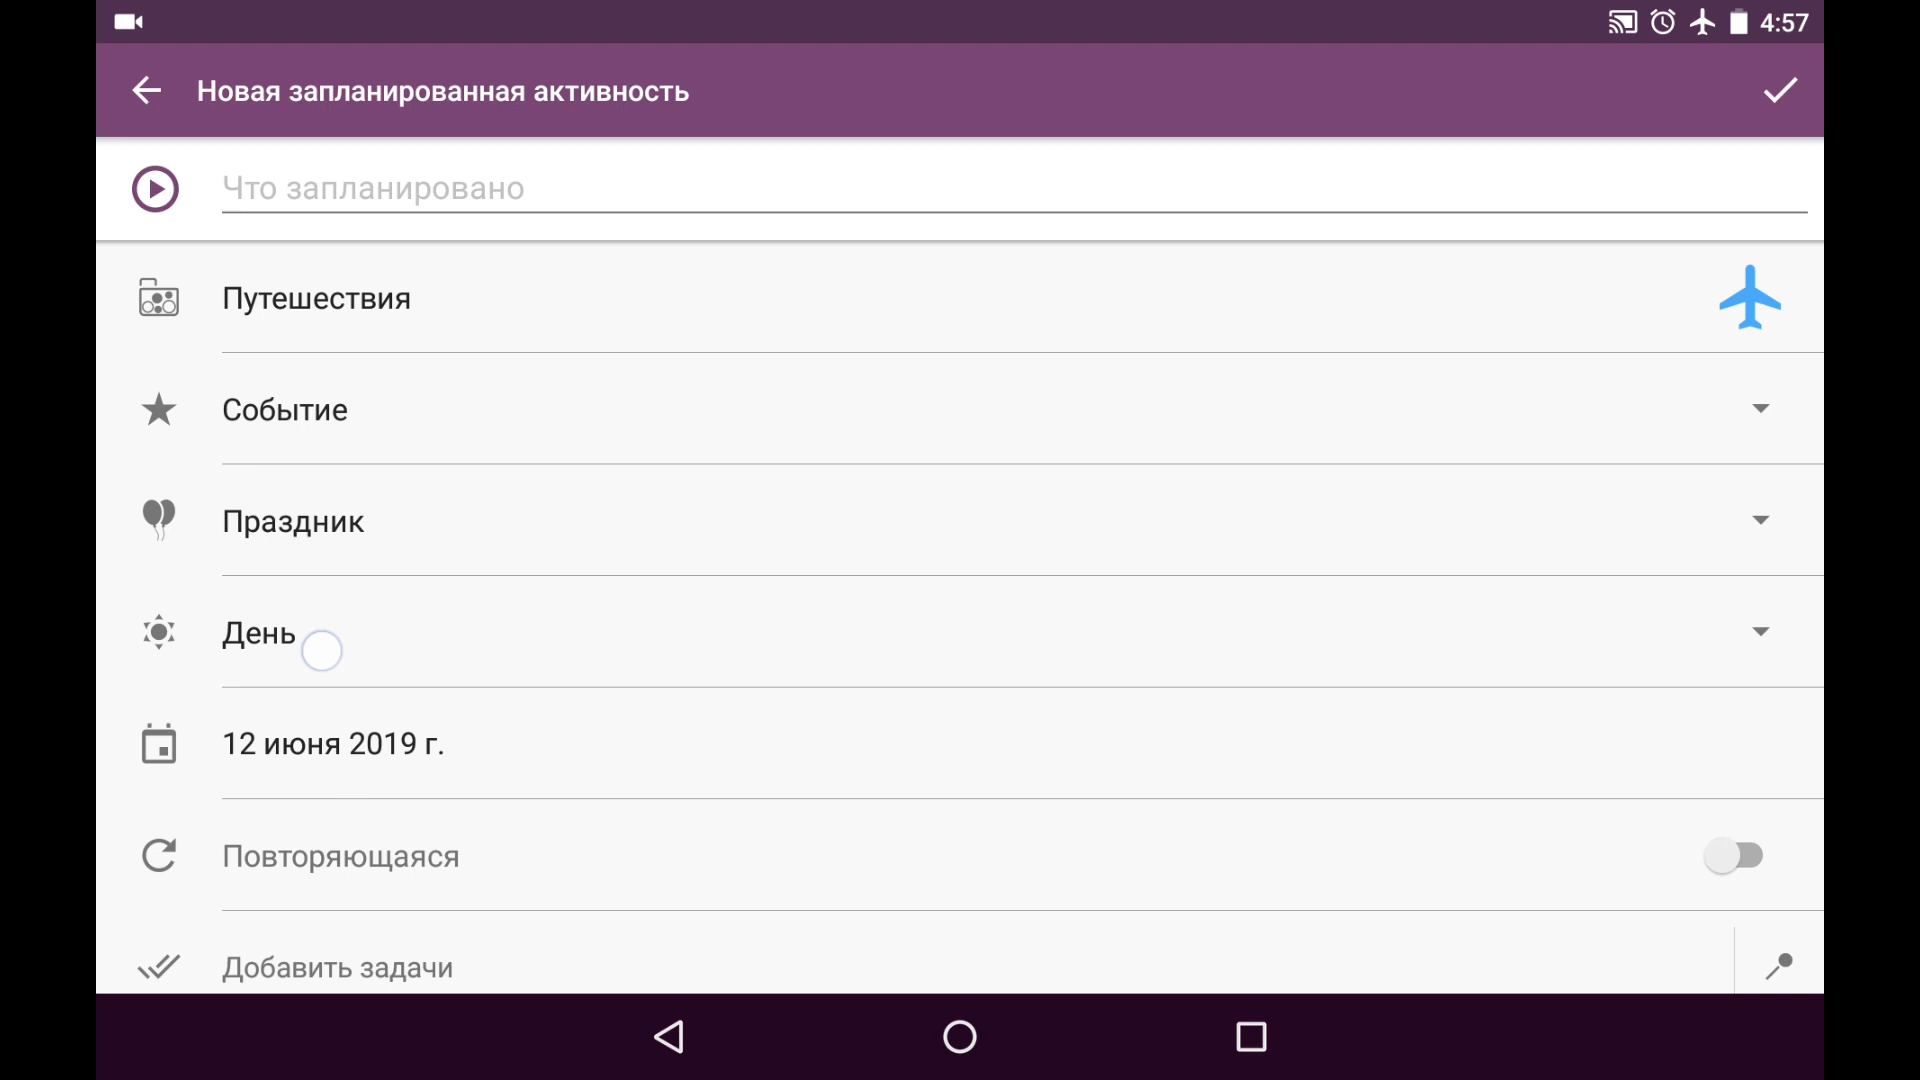 4:57
Новая запланированная активность
Что запланировано
Путешествия
Событие
Праздник
День
12 июня 2019 г.
Повторяющаяся
Добавить задачи